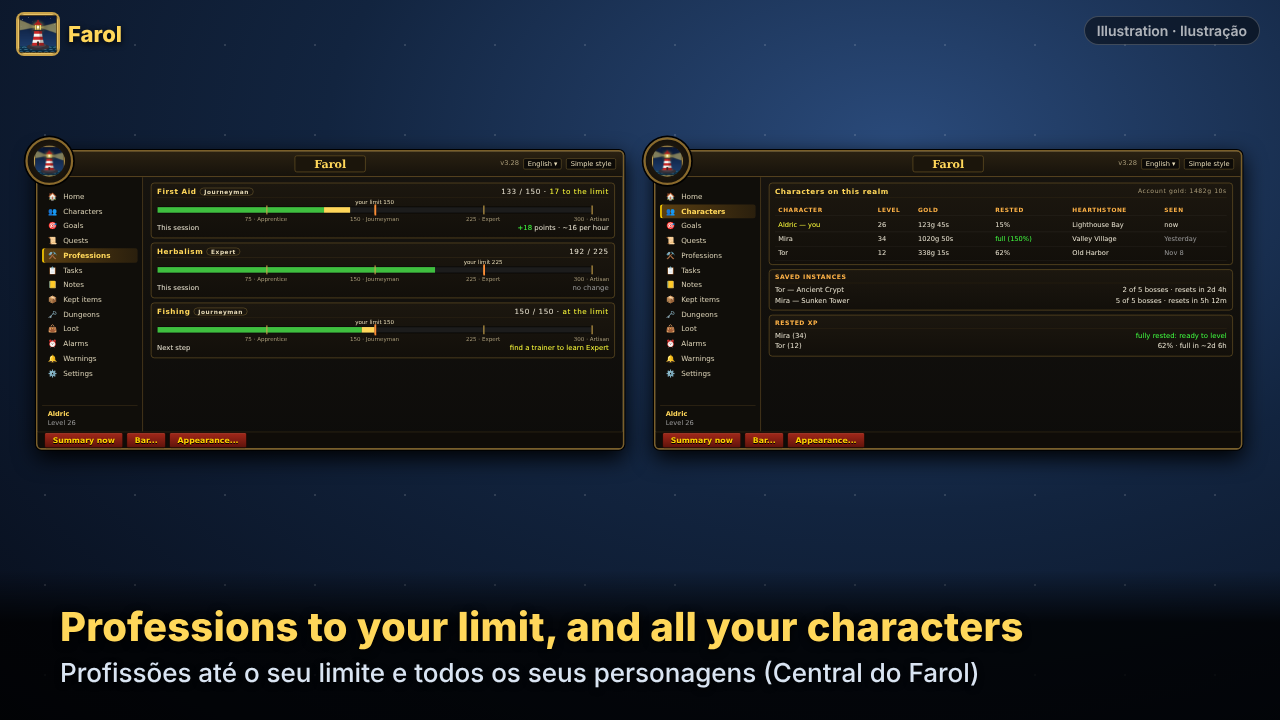 Farol
Illustration · Ilustração
Farol
v3.28 English ▾ Simple style
Home
Characters
Goals
Quests
Professions
Tasks
Notes
Kept items
Dungeons
Loot
Alarms
Warnings
Settings
Aldric
Level 26
First Aid Journeyman 133 / 150 · 17 to the limit
your limit 150
75 · Apprentice 150 · Journeyman 225 · Expert 300 · Artisan
This session +18 points · ~16 per hour
Herbalism Expert 192 / 225
your limit 225
75 · Apprentice 150 · Journeyman 225 · Expert 300 · Artisan
This session no change
Fishing Journeyman 150 / 150 · at the limit
your limit 150
75 · Apprentice 150 · Journeyman 225 · Expert 300 · Artisan
Next step find a trainer to learn Expert
Summary now Bar... Appearance...
Farol
v3.28 English ▾ Simple style
Home
Characters
Goals
Quests
Professions
Tasks
Notes
Kept items
Dungeons
Loot
Alarms
Warnings
Settings
Aldric
Level 26
Characters on this realm Account gold: 1482g 10s
CHARACTER LEVEL GOLD RESTED HEARTHSTONE SEEN
Aldric — you 26 123g 45s 15% Lighthouse Bay now
Mira 34 1020g 50s full (150%) Valley Village Yesterday
Tor 12 338g 15s 62% Old Harbor Nov 8
SAVED INSTANCES
Tor — Ancient Crypt 2 of 5 bosses · resets in 2d 4h
Mira — Sunken Tower 5 of 5 bosses · resets in 5h 12m
RESTED XP
Mira (34) fully rested: ready to level
Tor (12) 62% · full in ~2d 6h
Summary now Bar... Appearance...
Professions to your limit, and all your characters
Profissões até o seu limite e todos os seus personagens (Central do Farol)